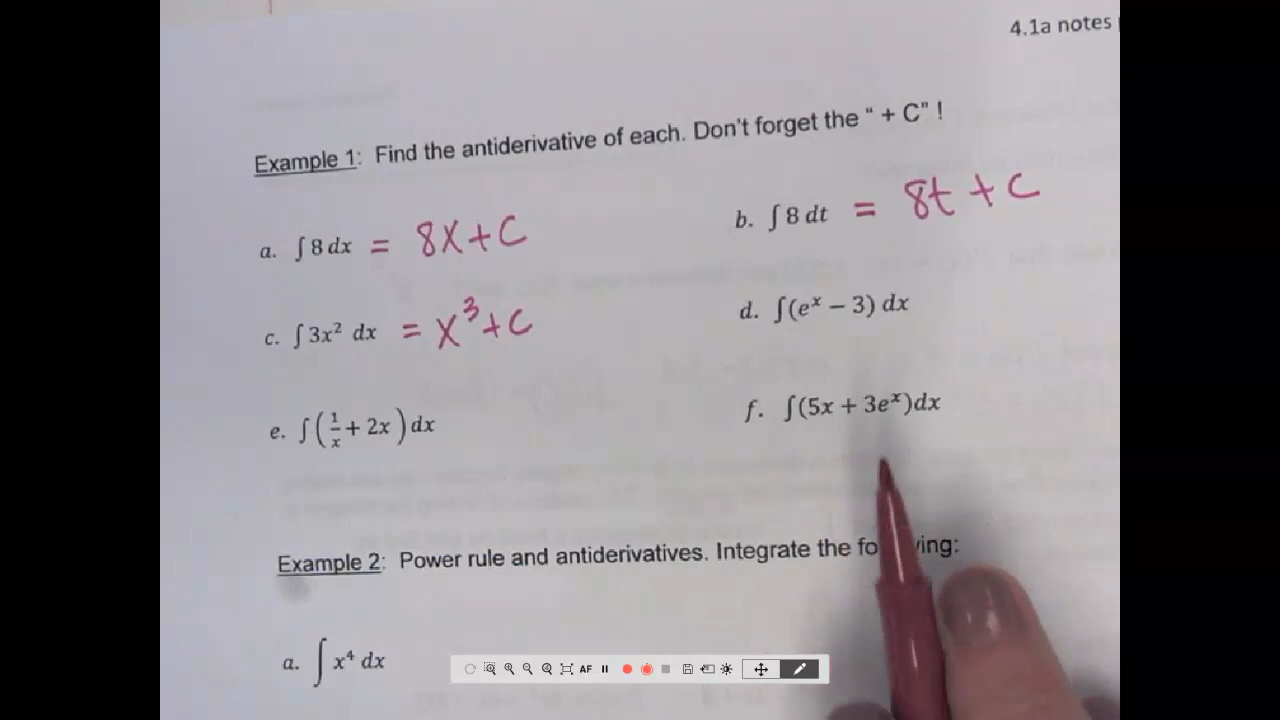 4.1a notes
Example 1: Find the antiderivative of each. Don't forget the " + C" !
a. ∫ 8 dx = 8x + C
b. ∫ 8 dt = 8t + C
c. ∫ 3x² dx = x³ + C
d. ∫(eˣ − 3) dx
e. ∫(1/x + 2x) dx
f. ∫(5x + 3eˣ)dx
Example 2: Power rule and antiderivatives. Integrate the
a. ∫ x⁴ dx
AF